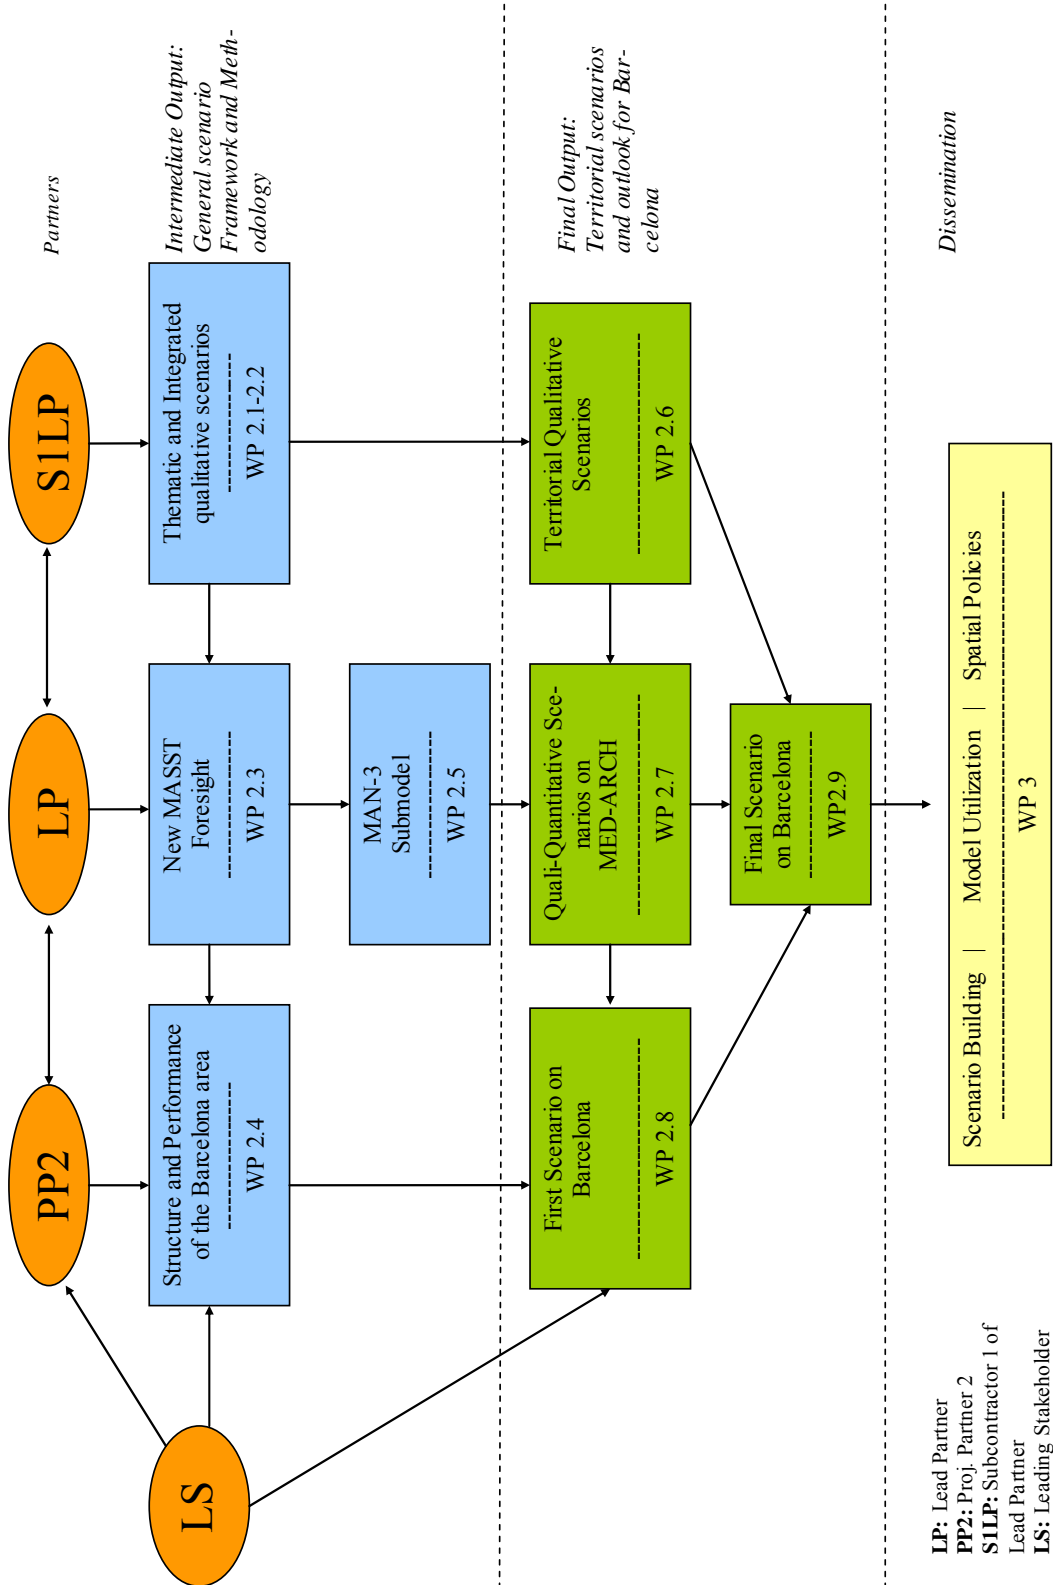 Partners
PP2
LP
S1LP
LS
Intermediate Output:
General scenario
Framework and Meth-
odology
Structure and Performance
of the Barcelona area
WP 2.4
New MASST
Foresight
WP 2.3
Thematic and Integrated
qualitative scenarios
WP 2.1-2.2
MAN-3
Submodel
WP 2.5
Final Output:
Territorial scenarios
and outlook for Bar-
celona
First Scenario on
Barcelona
WP 2.8
Quali-Quantitative Sce-
narios on
MED-ARCH
WP 2.7
Territorial Qualitative
Scenarios
WP 2.6
Final Scenario
on Barcelona
WP2.9
Dissemination
Scenario Building | Model Utilization | Spatial Policies
WP 3
LP: Lead Partner
PP2: Proj. Partner 2
S1LP: Subcontractor 1 of
Lead Partner
LS: Leading Stakeholder